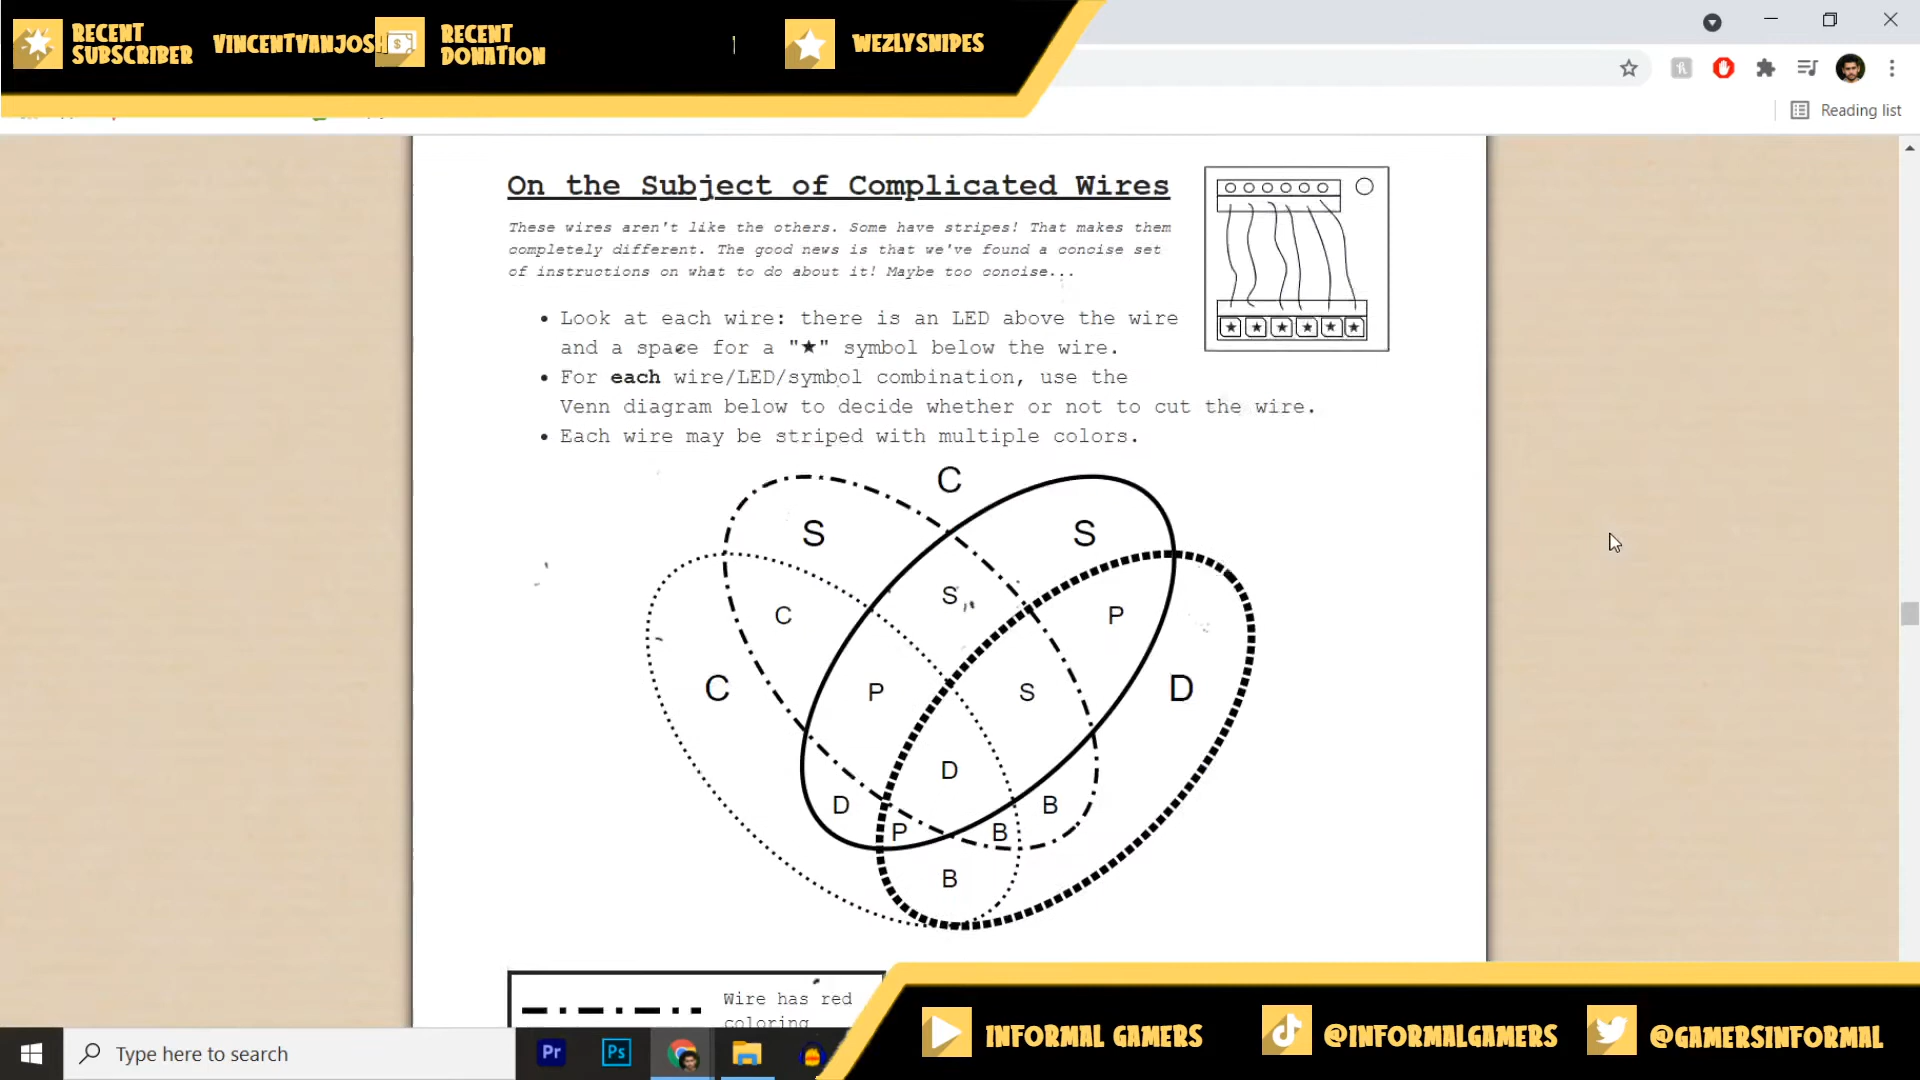 RECENT
SUBSCRIBER
VINCENTVANJOSH
RECENT
DONATION
WEZLYSNIPES
Reading list
On the Subject of Complicated Wires
These wires aren't like the others. Some have stripes! That makes them
completely different. The good news is that we've found a concise set
of instructions on what to do about it! Maybe too concise...
• Look at each wire: there is an LED above the wire
and a space for a "★" symbol below the wire.
• For each wire/LED/symbol combination, use the
Venn diagram below to decide whether or not to cut the wire.
• Each wire may be striped with multiple colors.
C
S
S
S
C
P
C
P
S
D
D
D
B
P
B
B
Wire has red
coloring
Type here to search
Pr
Ps
INFORMAL GAMERS
@INFORMALGAMERS
@GAMERSINFORMAL